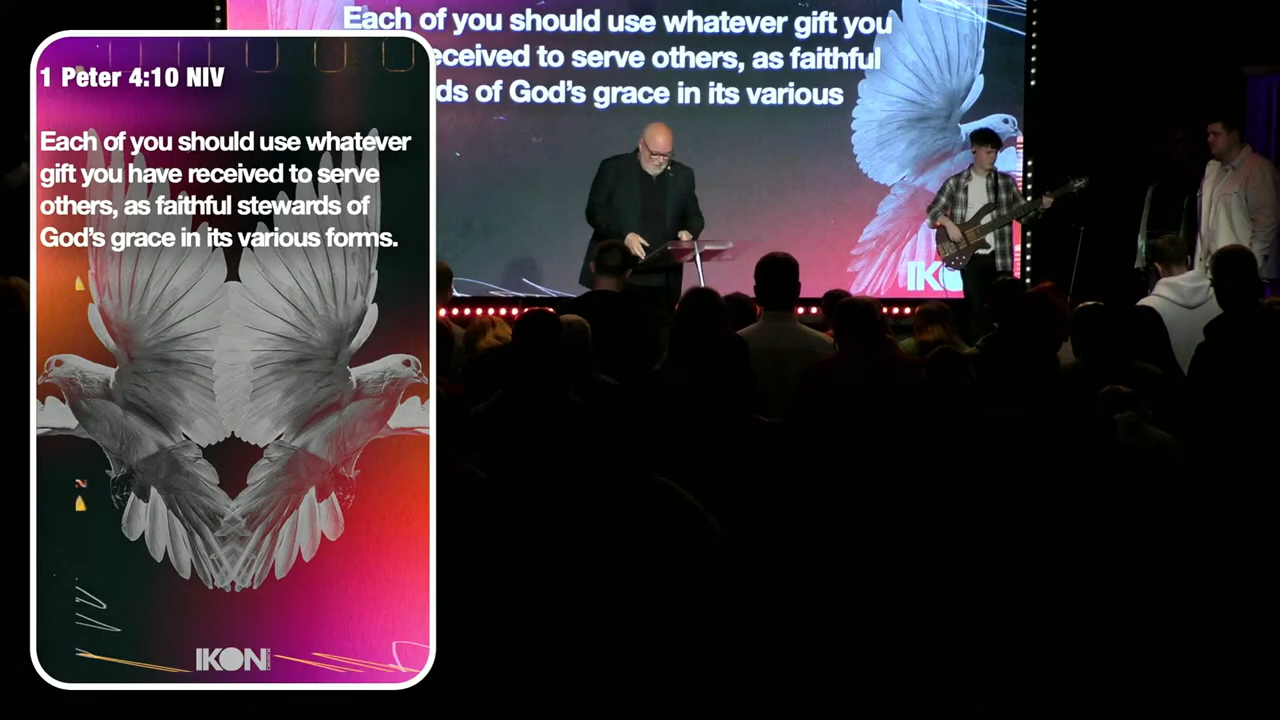 1 Peter 4:10 NIV
Each of you should use whatever
gift you have received to serve
others, as faithful stewards of
God's grace in its various forms.
IKON
CHURCH
Each of you should use whatever gift you
eceived to serve others, as faithful
ds of God's grace in its various
IKO